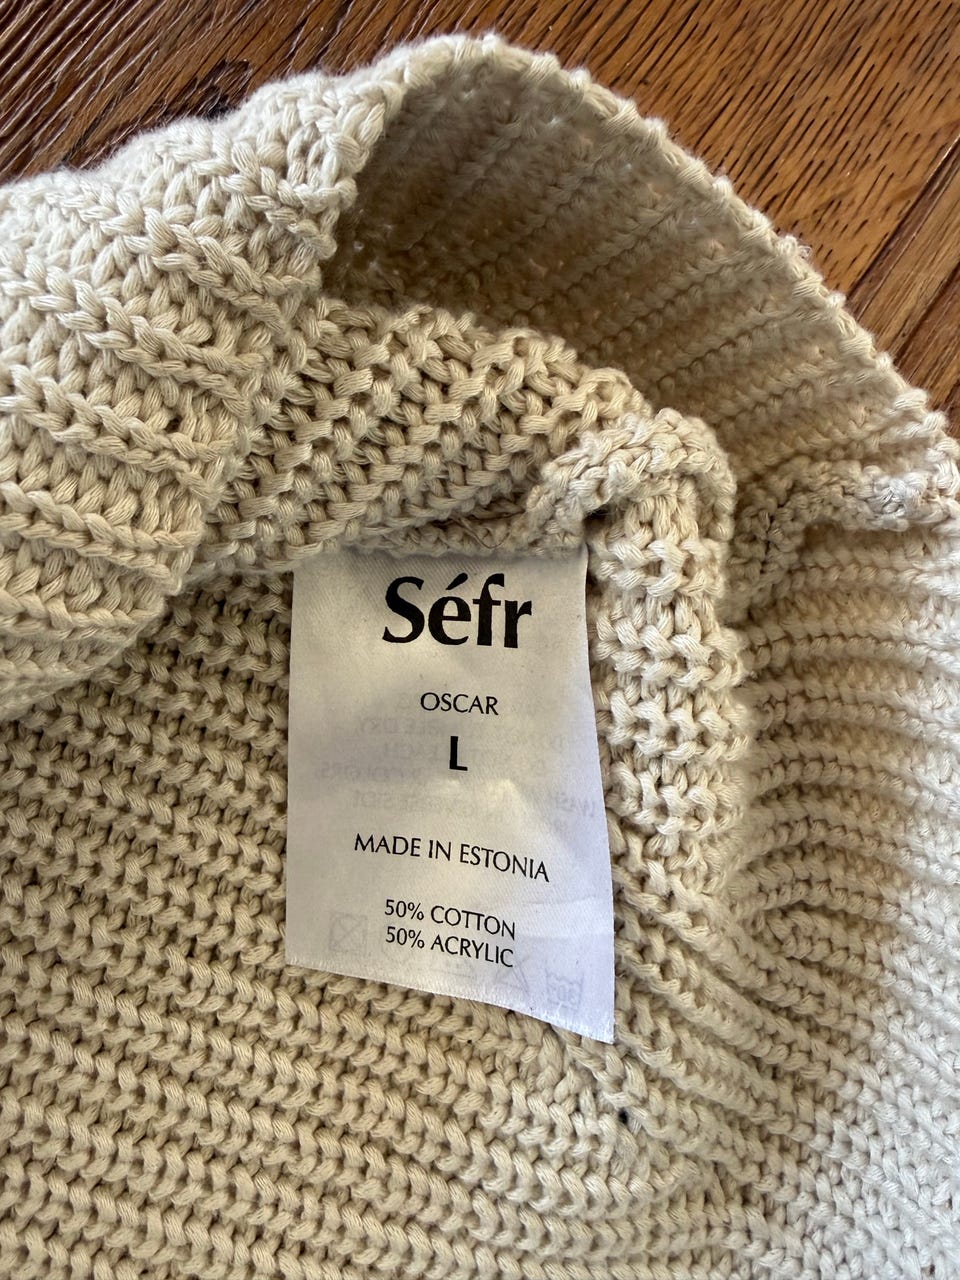 Séfr
OSCAR
L
MADE IN ESTONIA
50% COTTON
50% ACRYLIC